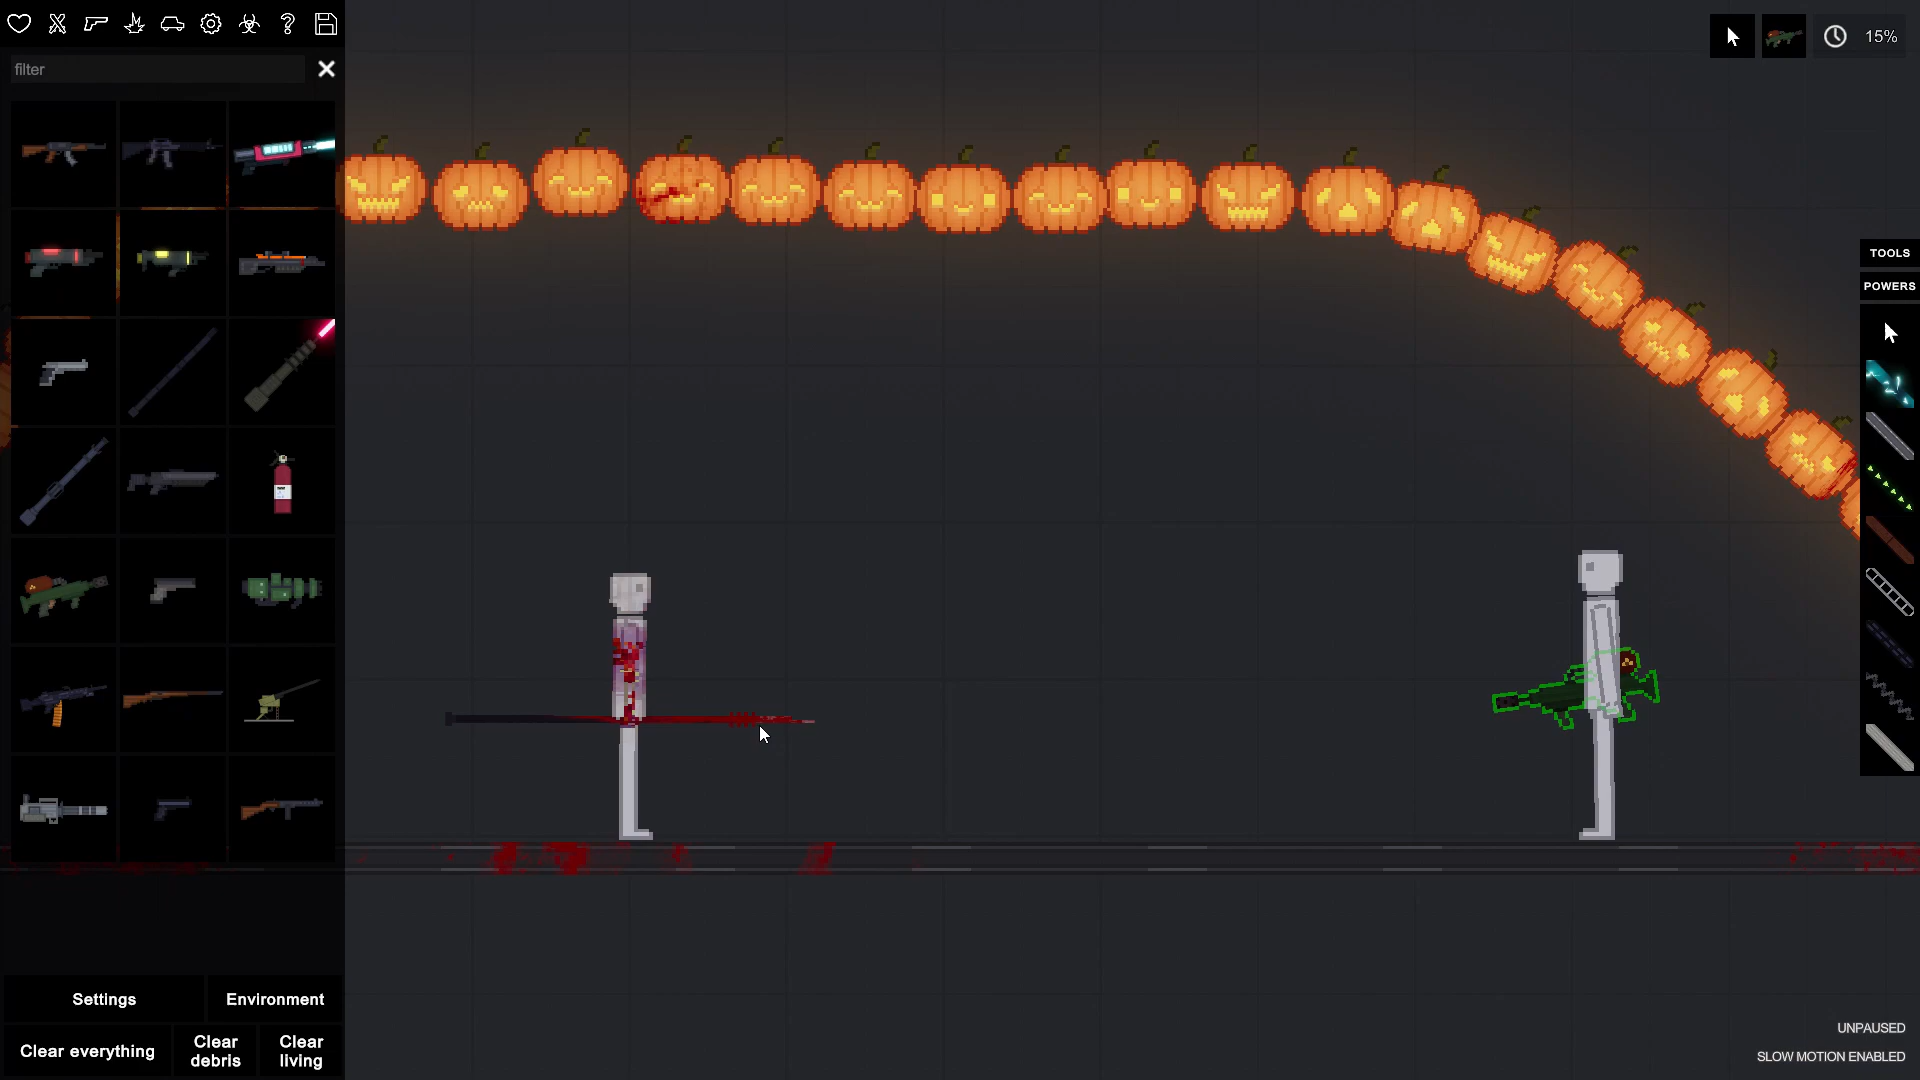 filter
15%
TOOLS
POWERS
Settings
Environment
Clear everything
Clear
debris
Clear
living
UNPAUSED
SLOW MOTION ENABLED